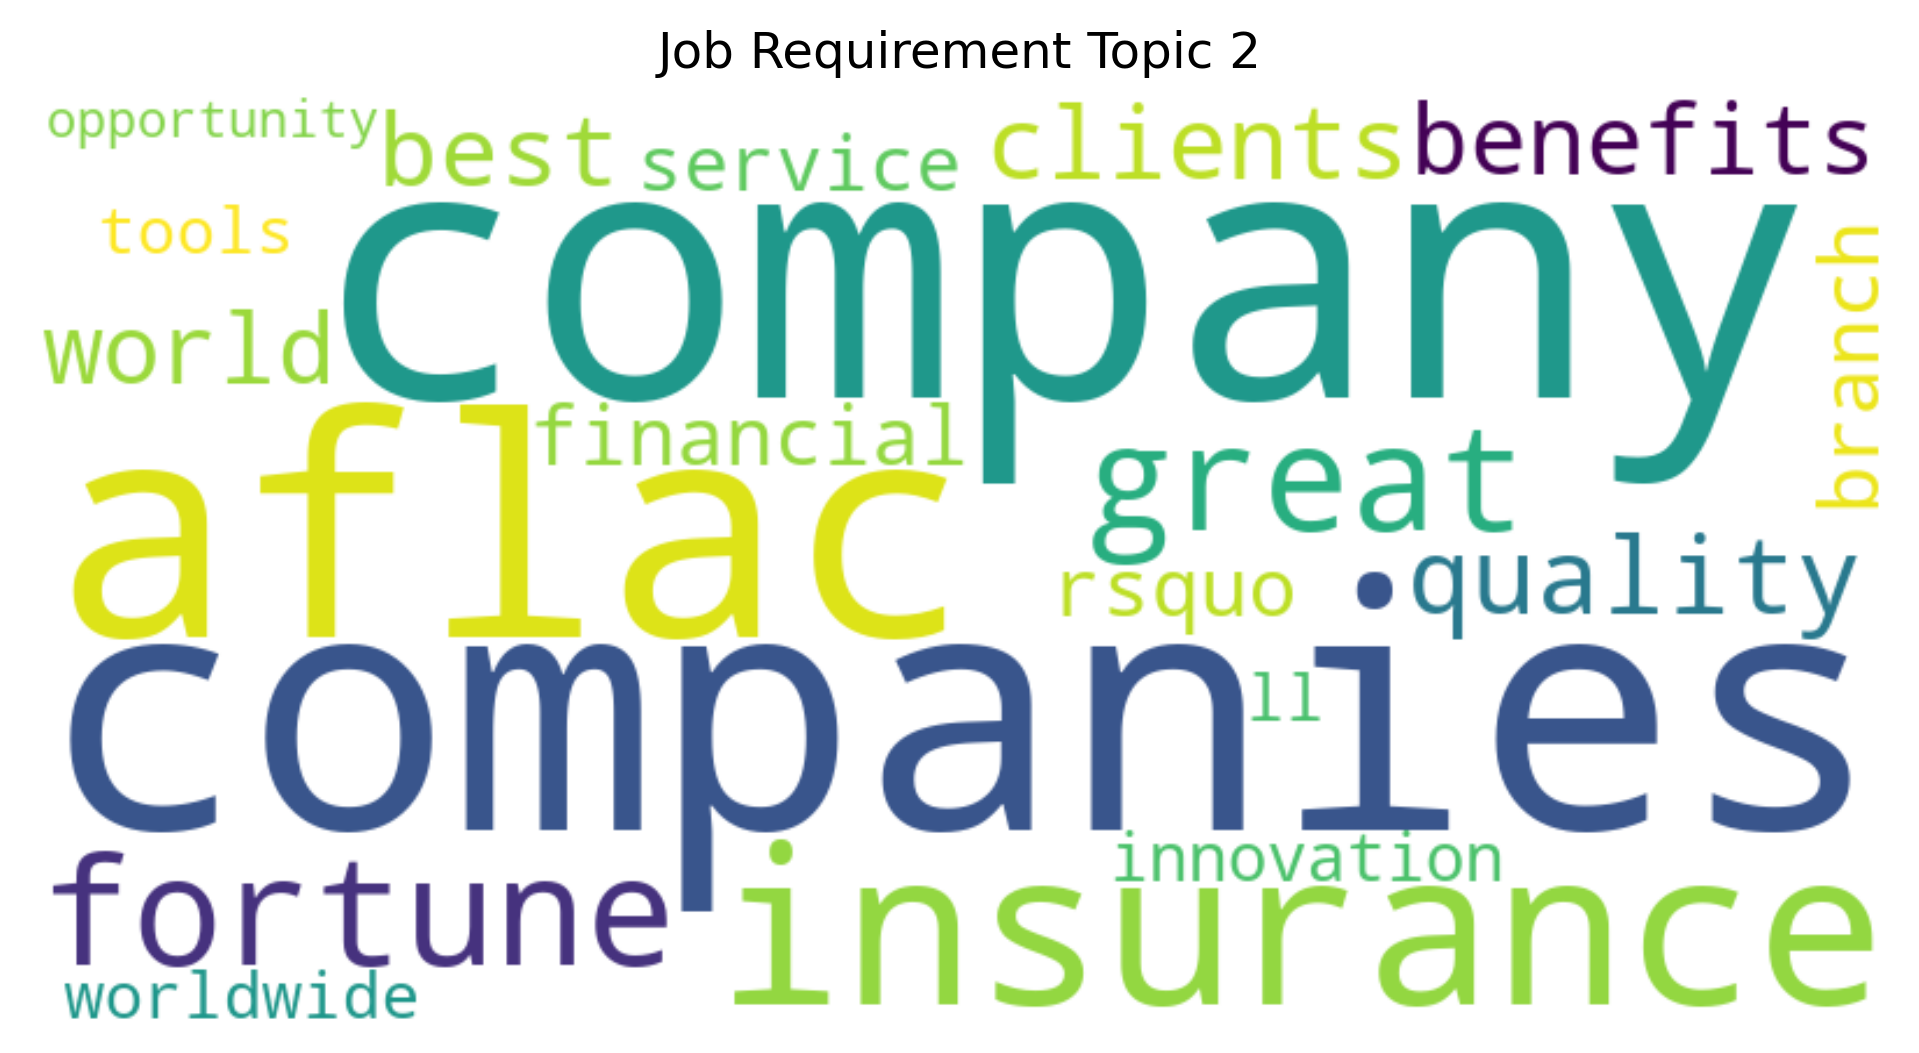 Job Requirement Topic 2
opportunity
best
service
clients
benefits
tools
company
branch
world
financial
aflac
great
rsquo
quality
companies
ll
innovation
fortune
insurance
worldwide